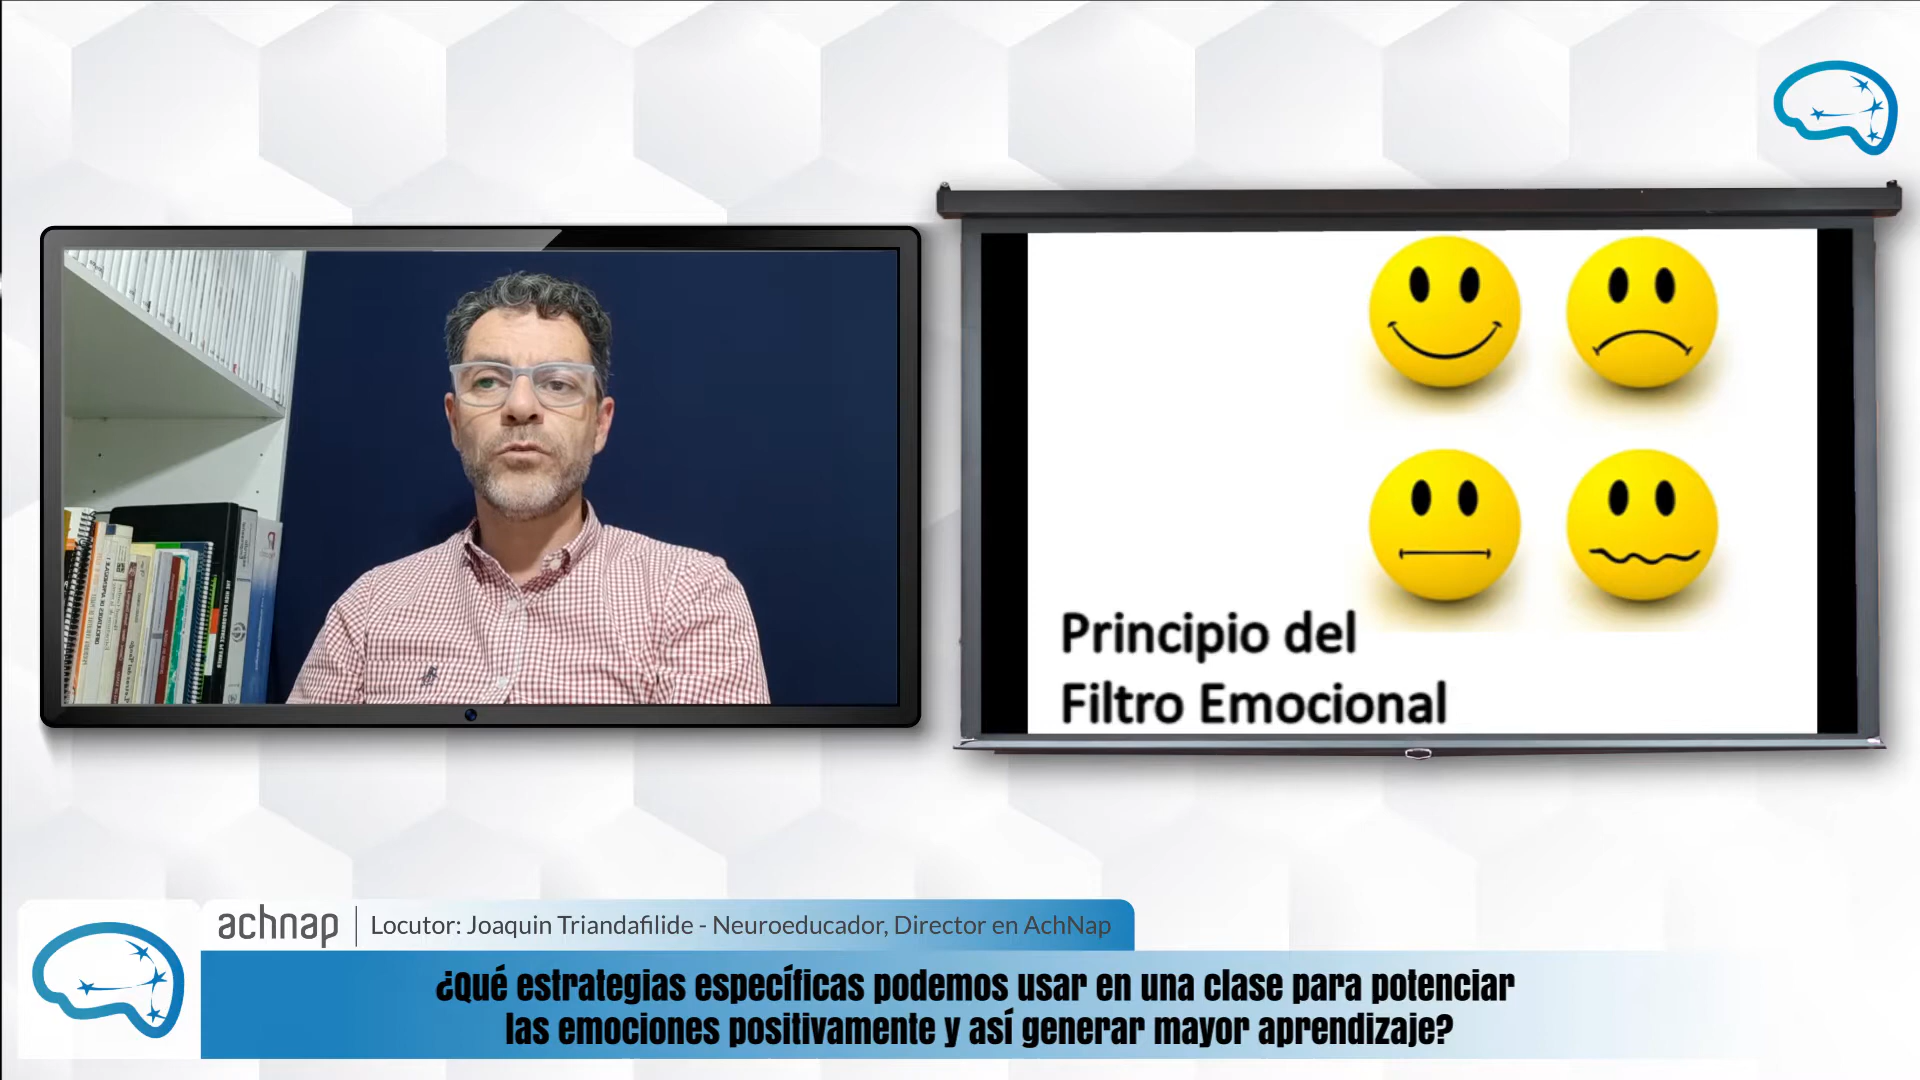 Principio del
Filtro Emocional
achnap
Locutor: Joaquin Triandafilide - Neuroeducador, Director en AchNap
¿Qué estrategias específicas podemos usar en una clase para potenciar
las emociones positivamente y así generar mayor aprendizaje?